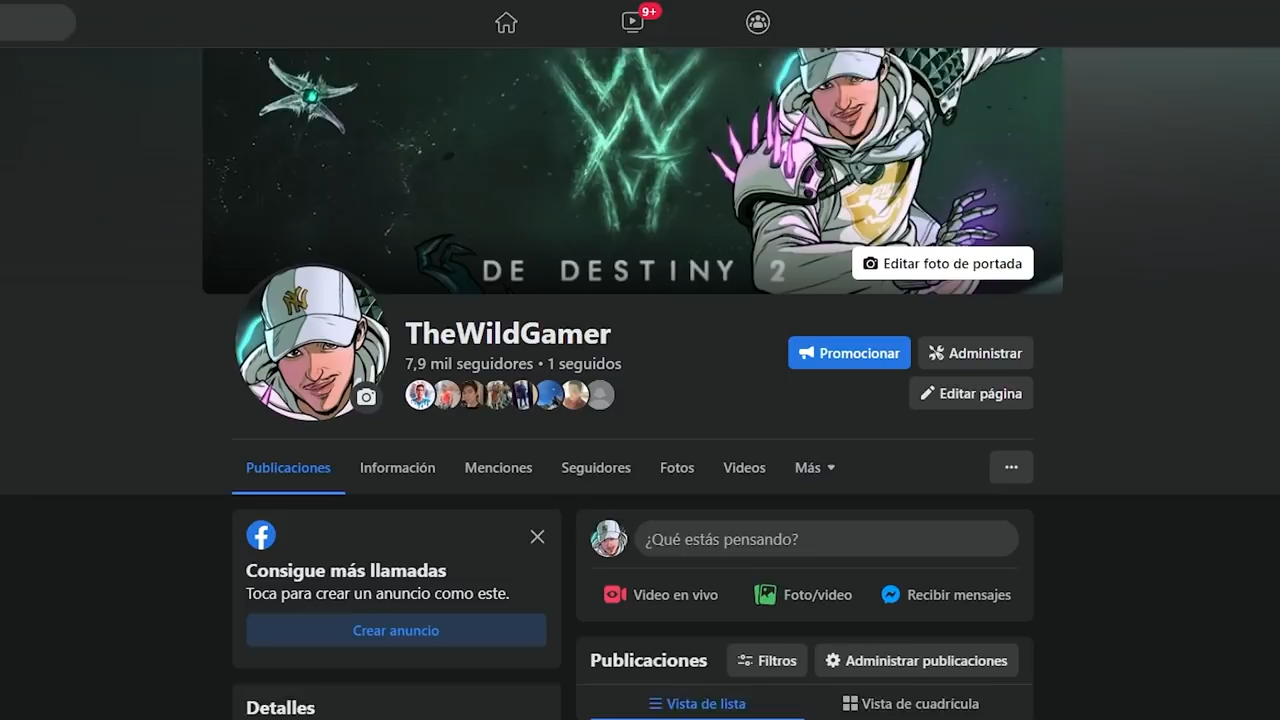 9+
DE DESTINY 2
Editar foto de portada
NY
TheWildGamer
7,9 mil seguidores • 1 seguidos
Promocionar
Administrar
Editar página
Publicaciones
Información
Menciones
Seguidores
Fotos
Videos
Más
Consigue más llamadas
Toca para crear un anuncio como este.
Crear anuncio
Detalles
¿Qué estás pensando?
Video en vivo
Foto/video
Recibir mensajes
Publicaciones
Filtros
Administrar publicaciones
Vista de lista
Vista de cuadrícula